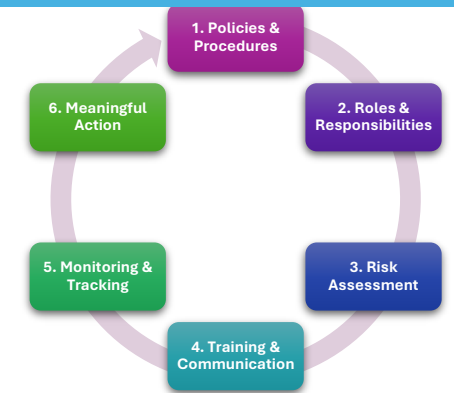 1. Policies &
Procedures
2. Roles &
Responsibilities
3. Risk
Assessment
4. Training &
Communication
5. Monitoring &
Tracking
6. Meaningful
Action